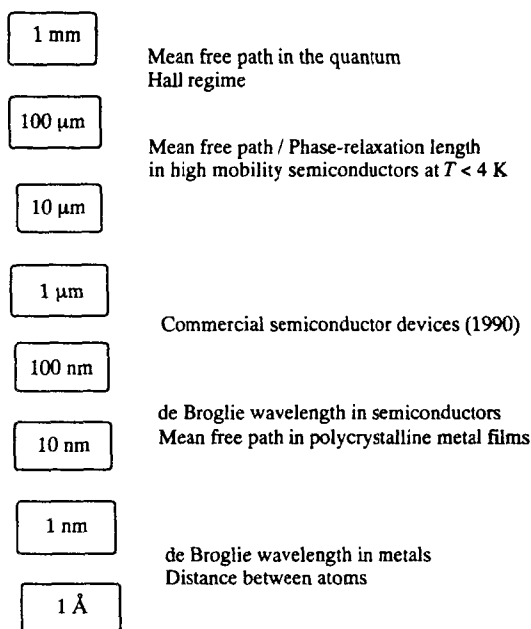 1 mm
Mean free path in the quantum
Hall regime
100 μm
Mean free path / Phase-relaxation length
in high mobility semiconductors at T < 4 K
10 μm
1 μm
Commercial semiconductor devices (1990)
100 nm
de Broglie wavelength in semiconductors
Mean free path in polycrystalline metal films
10 nm
1 nm
de Broglie wavelength in metals
Distance between atoms
1 Å